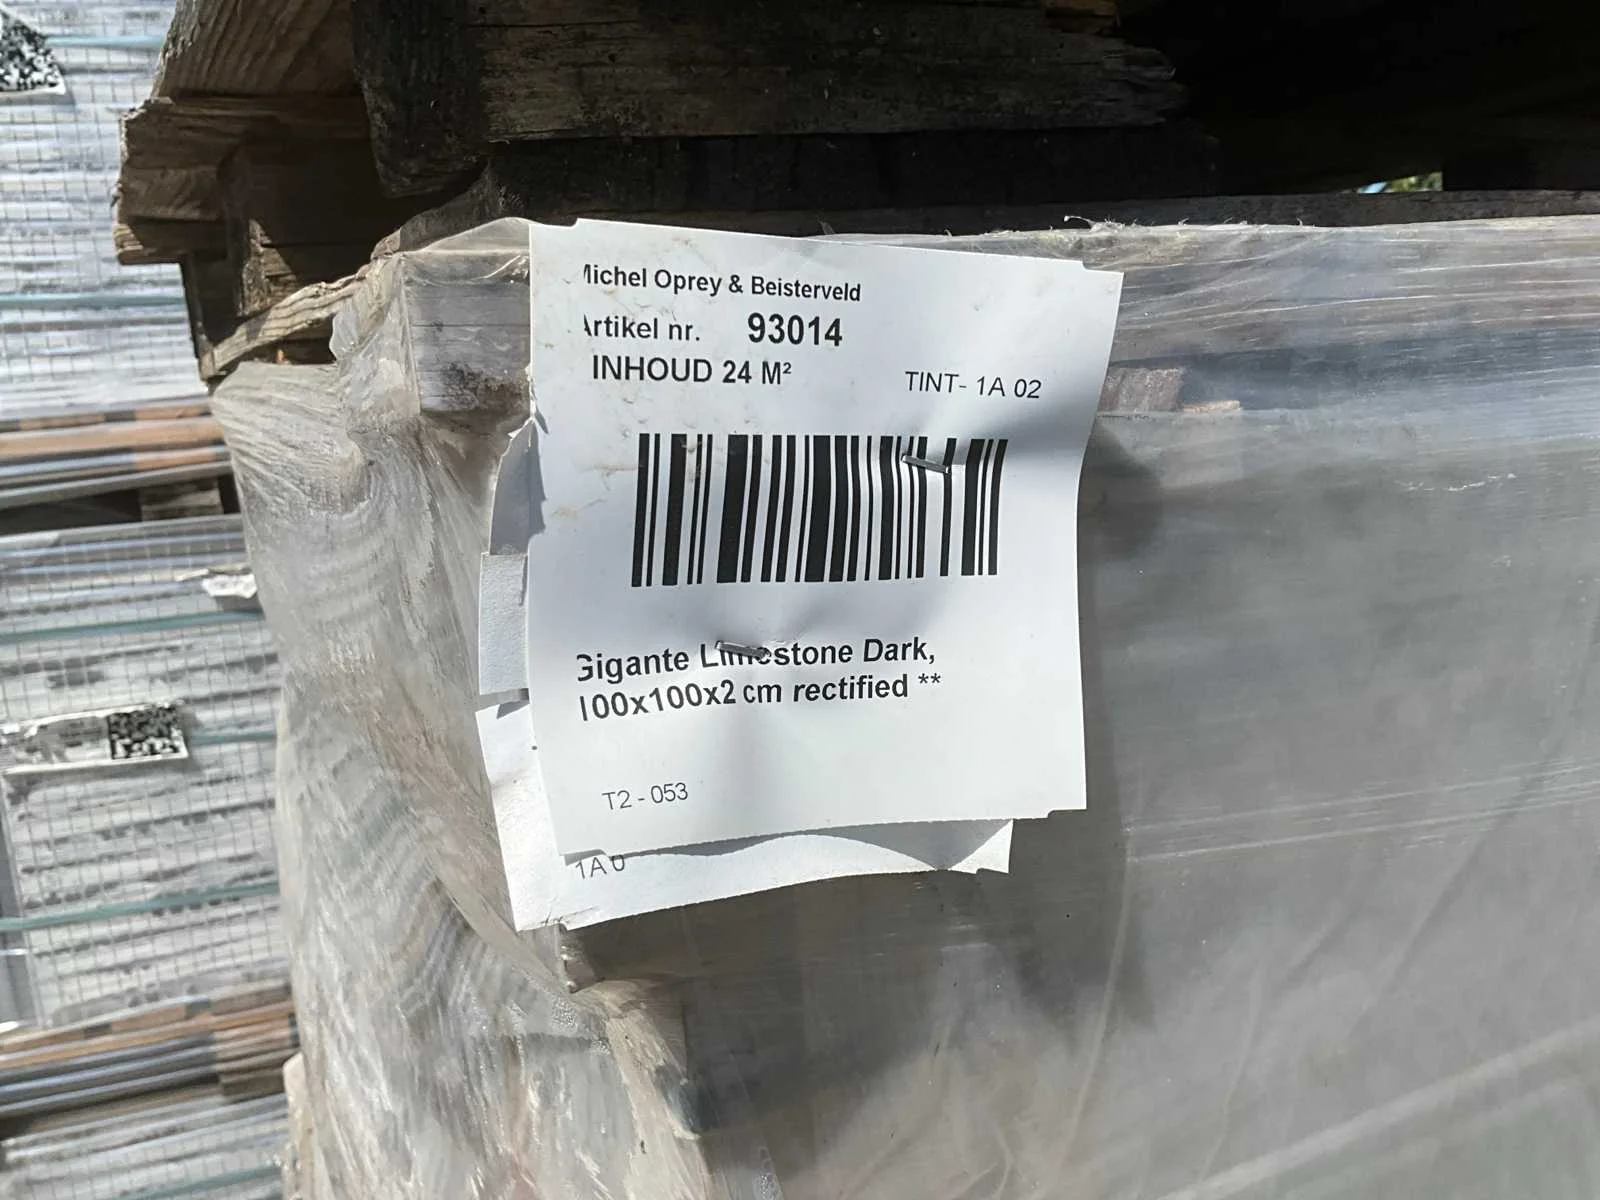 Michel Oprey & Beisterveld
Artikel nr. 93014
INHOUD 24 M²
TINT- 1A 02
Gigante Limestone Dark,
100x100x2 cm rectified **
T2 - 053
1A 0